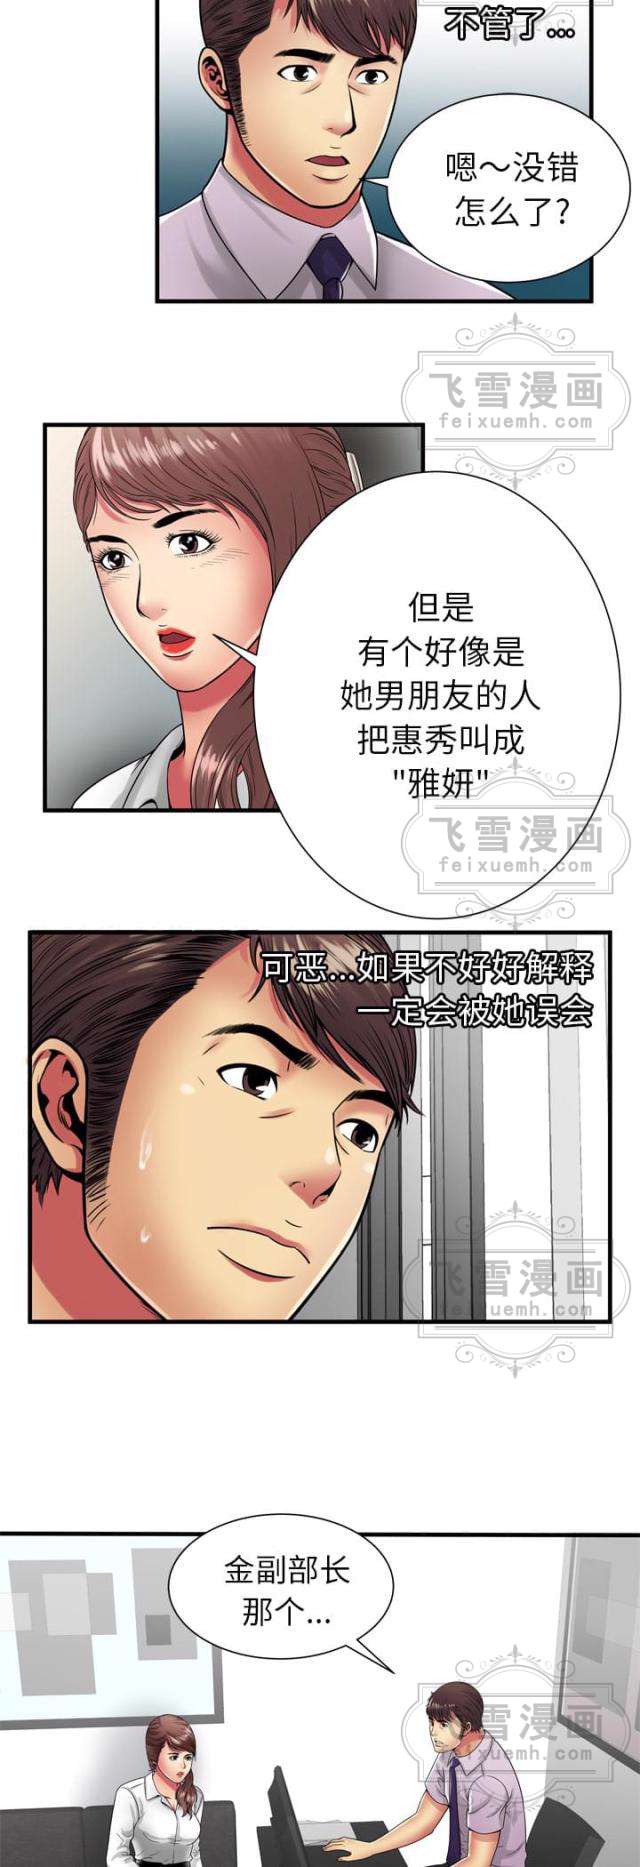 不管了...
嗯～没错
怎么了?
飞雪漫画
feixuemh.com
但是
有个好像是
她男朋友的人
把惠秀叫成
"雅妍"
飞雪漫画
feixuemh.com
可恶...如果不好好解释
一定会被她误会
飞雪漫画
feixuemh.com
金副部长
那个...
飞雪漫画
feixuemh.com